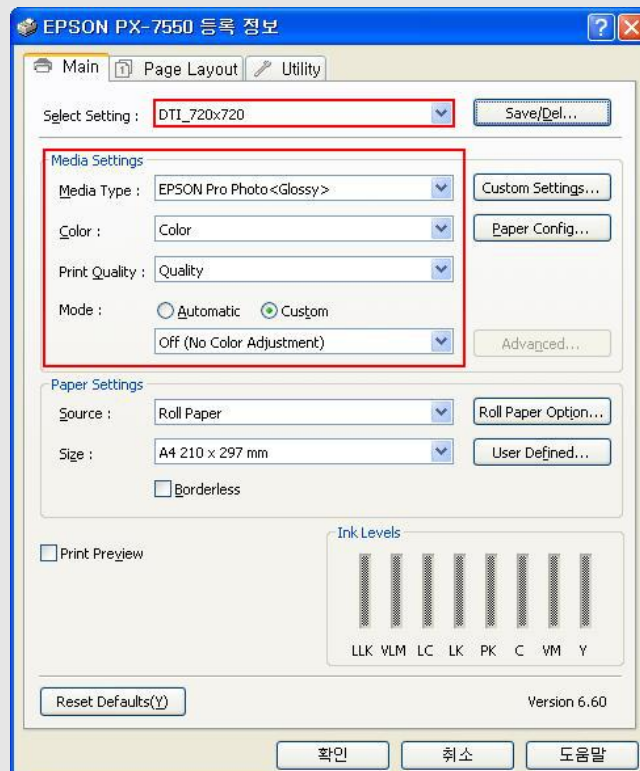 EPSON PX-7550 등록 정보
Main
Page Layout
Utility
Select Setting : DTI_720x720 Save/Del...
Media Settings
Media Type : EPSON Pro Photo<Glossy> Custom Settings...
Color : Color Paper Config...
Print Quality : Quality
Mode : Automatic Custom
Off (No Color Adjustment) Advanced...
Paper Settings
Source : Roll Paper Roll Paper Option...
Size : A4 210 x 297 mm User Defined...
Borderless
Print Preview
Ink Levels
LLK VLM LC LK PK C VM Y
Reset Defaults(Y) Version 6.60
확인 취소 도움말